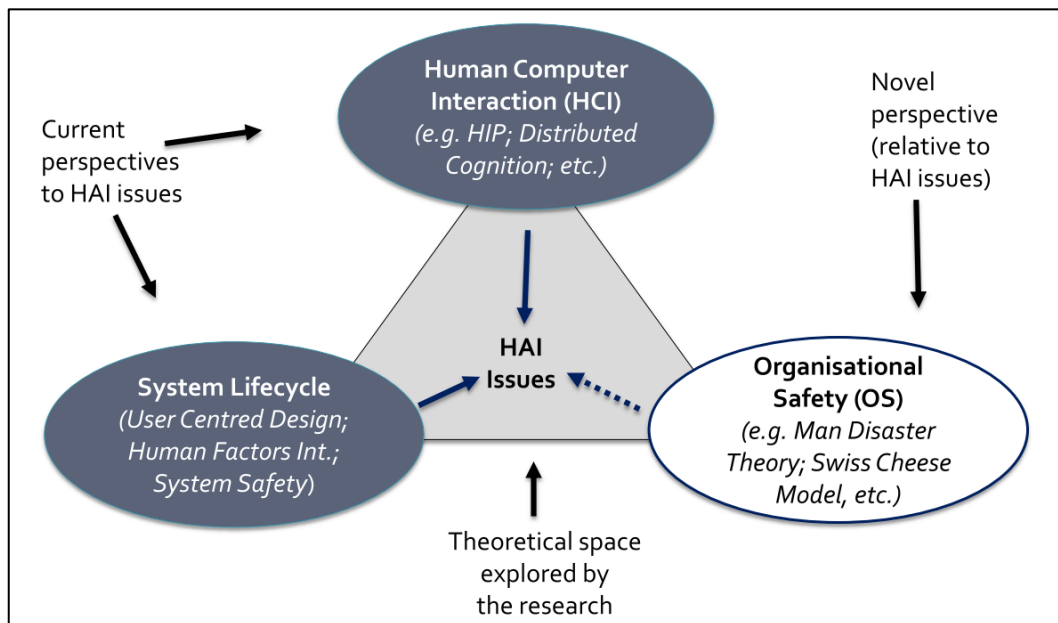 Human Computer
Interaction (HCI)
(e.g. HIP; Distributed
Cognition; etc.)
Current
perspectives
to HAI issues
Novel
perspective
(relative to
HAI issues)
HAI
Issues
System Lifecycle
(User Centred Design;
Human Factors Int.;
System Safety)
Organisational
Safety (OS)
(e.g. Man Disaster
Theory; Swiss Cheese
Model, etc.)
Theoretical space
explored by
the research